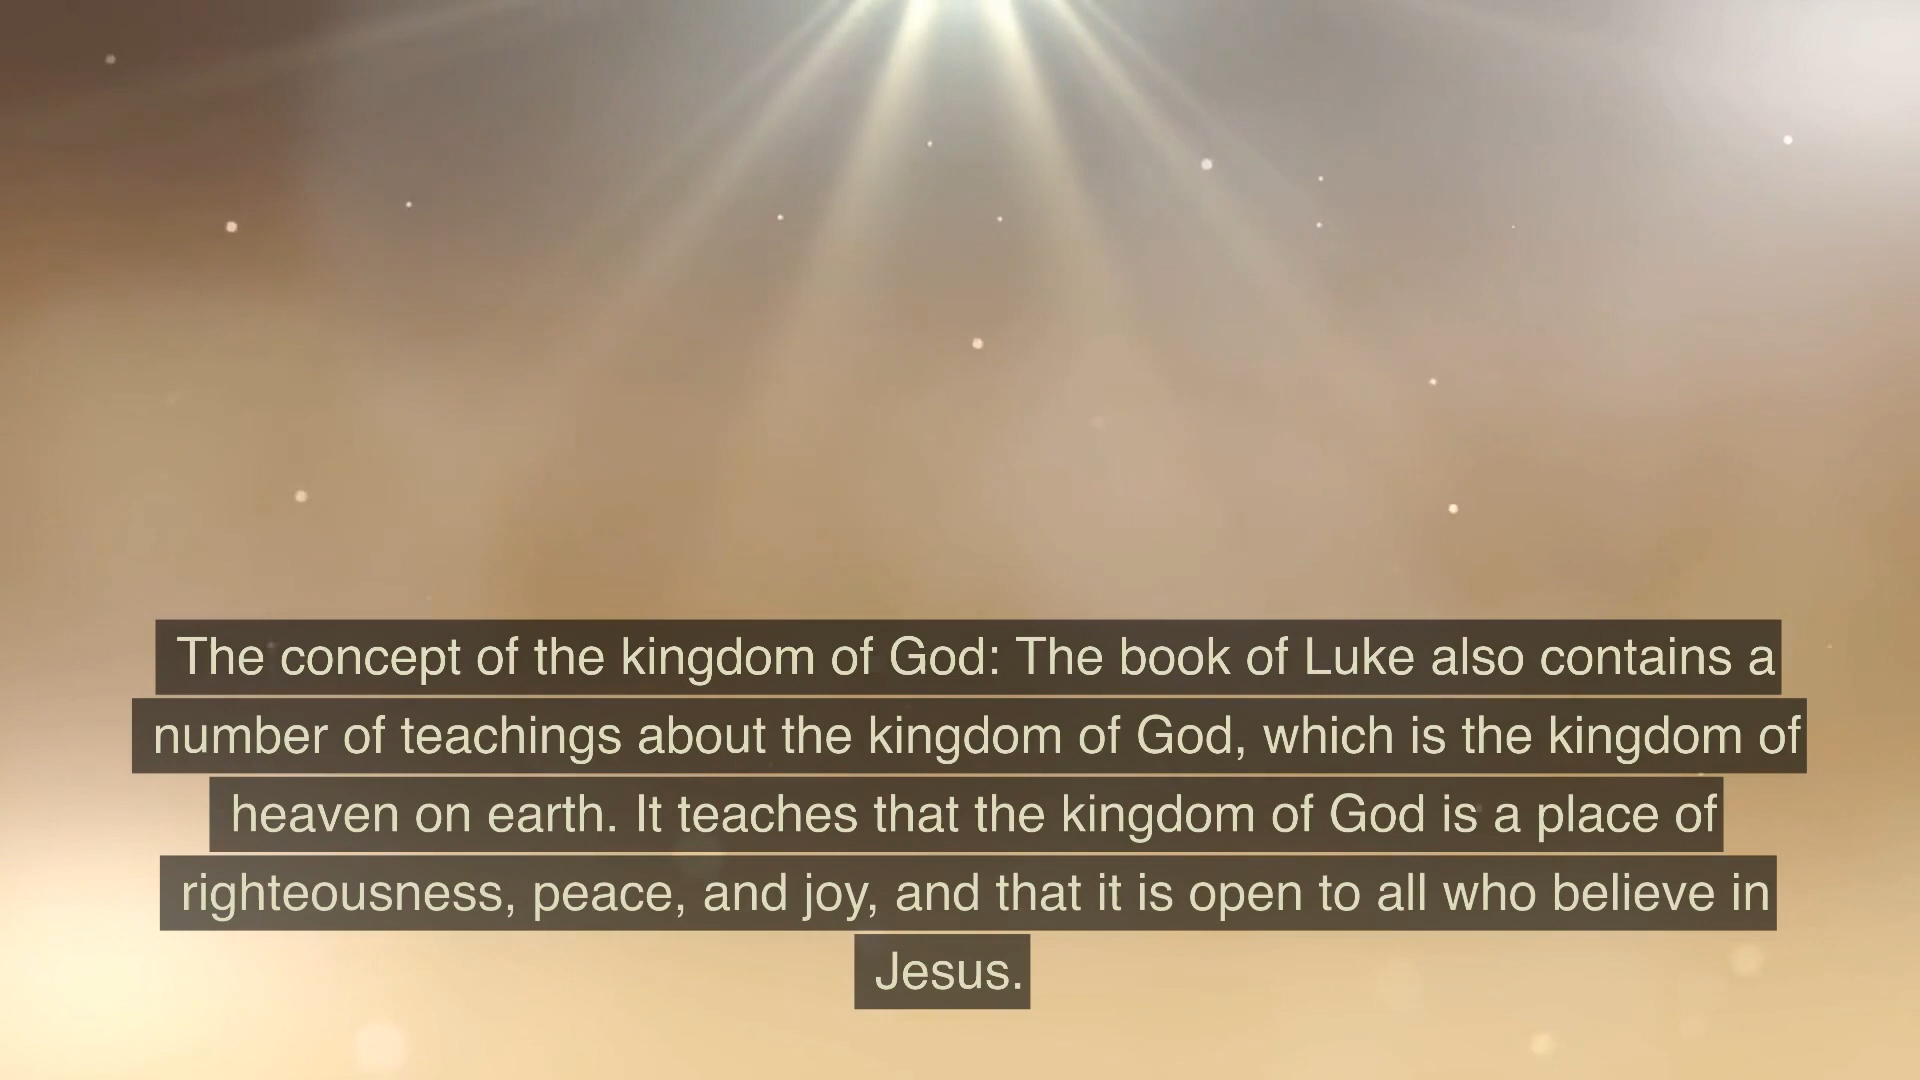 The concept of the kingdom of God: The book of Luke also contains a
number of teachings about the kingdom of God, which is the kingdom of
heaven on earth. It teaches that the kingdom of God is a place of
righteousness, peace, and joy, and that it is open to all who believe in
Jesus.